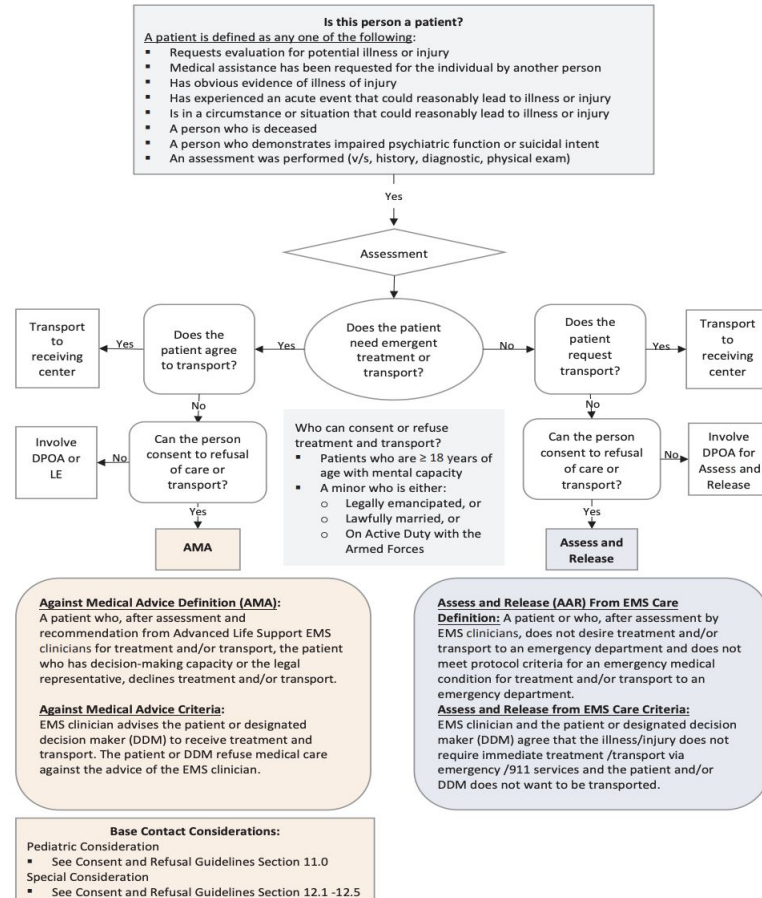 Is this person a patient?
A patient is defined as any one of the following:
▪ Requests evaluation for potential illness or injury
▪ Medical assistance has been requested for the individual by another person
▪ Has obvious evidence of illness of injury
▪ Has experienced an acute event that could reasonably lead to illness or injury
▪ Is in a circumstance or situation that could reasonably lead to illness or injury
▪ A person who is deceased
▪ A person who demonstrates impaired psychiatric function or suicidal intent
▪ An assessment was performed (v/s, history, diagnostic, physical exam)
Yes
Assessment
Transport
to
receiving
center
Yes
Does the
patient agree
to transport?
Yes
Does the patient
need emergent
treatment or
transport?
No
Does the
patient
request
transport?
Yes
Transport
to
receiving
center
No
No
Involve
DPOA or
LE
No
Can the person
consent to refusal
of care or
transport?
Who can consent or refuse
treatment and transport?
▪ Patients who are ≥ 18 years of
age with mental capacity
▪ A minor who is either:
o Legally emancipated, or
o Lawfully married, or
o On Active Duty with the
Armed Forces
Can the person
consent to refusal
of care or
transport?
No
Involve
DPOA for
Assess and
Release
Yes
Yes
AMA
Assess and
Release
Against Medical Advice Definition (AMA):
A patient who, after assessment and
recommendation from Advanced Life Support EMS
clinicians for treatment and/or transport, the patient
who has decision-making capacity or the legal
representative, declines treatment and/or transport.
Against Medical Advice Criteria:
EMS clinician advises the patient or designated
decision maker (DDM) to receive treatment and
transport. The patient or DDM refuse medical care
against the advice of the EMS clinician.
Assess and Release (AAR) From EMS Care
Definition: A patient or who, after assessment by
EMS clinicians, does not desire treatment and/or
transport to an emergency department and does not
meet protocol criteria for an emergency medical
condition for treatment and/or transport to an
emergency department.
Assess and Release from EMS Care Criteria:
EMS clinician and the patient or designated decision
maker (DDM) agree that the illness/injury does not
require immediate treatment /transport via
emergency /911 services and the patient and/or
DDM does not want to be transported.
Base Contact Considerations:
Pediatric Consideration
▪ See Consent and Refusal Guidelines Section 11.0
Special Consideration
▪ See Consent and Refusal Guidelines Section 12.1 -12.5